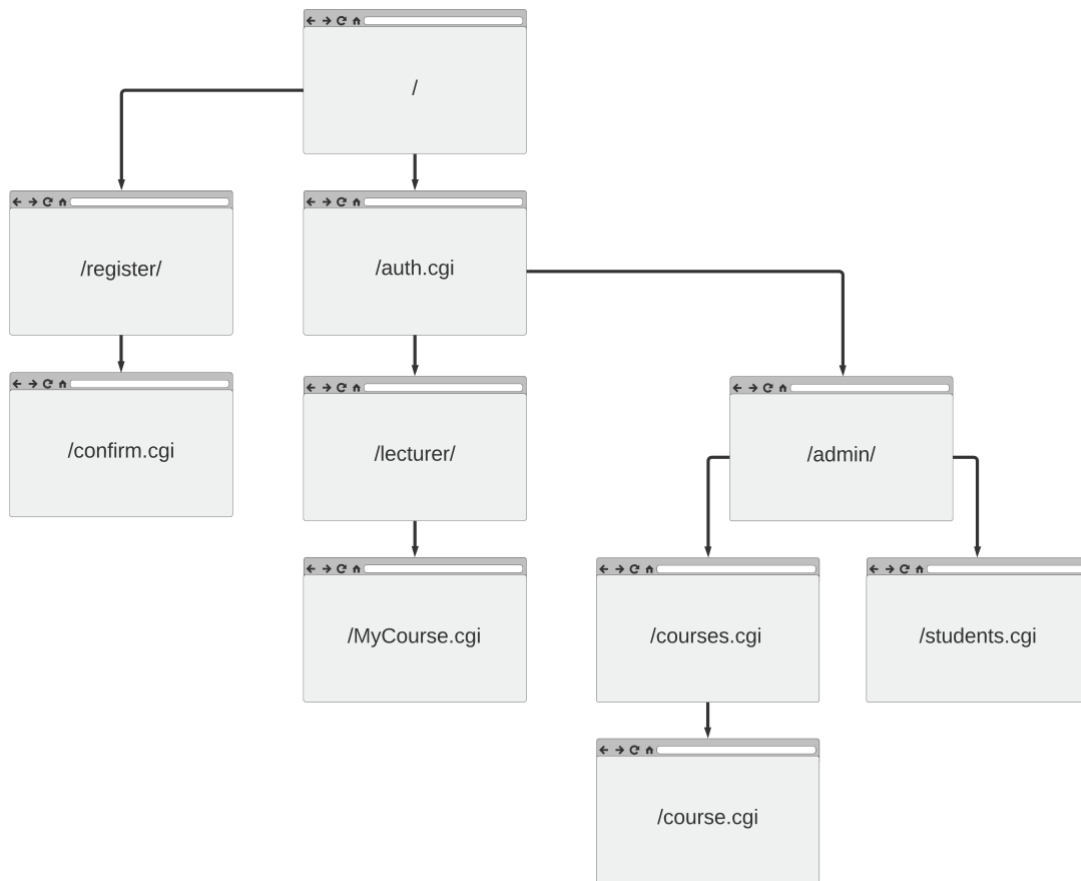 /
/register/
/auth.cgi
/confirm.cgi
/lecturer/
/admin/
/MyCourse.cgi
/courses.cgi
/students.cgi
/course.cgi